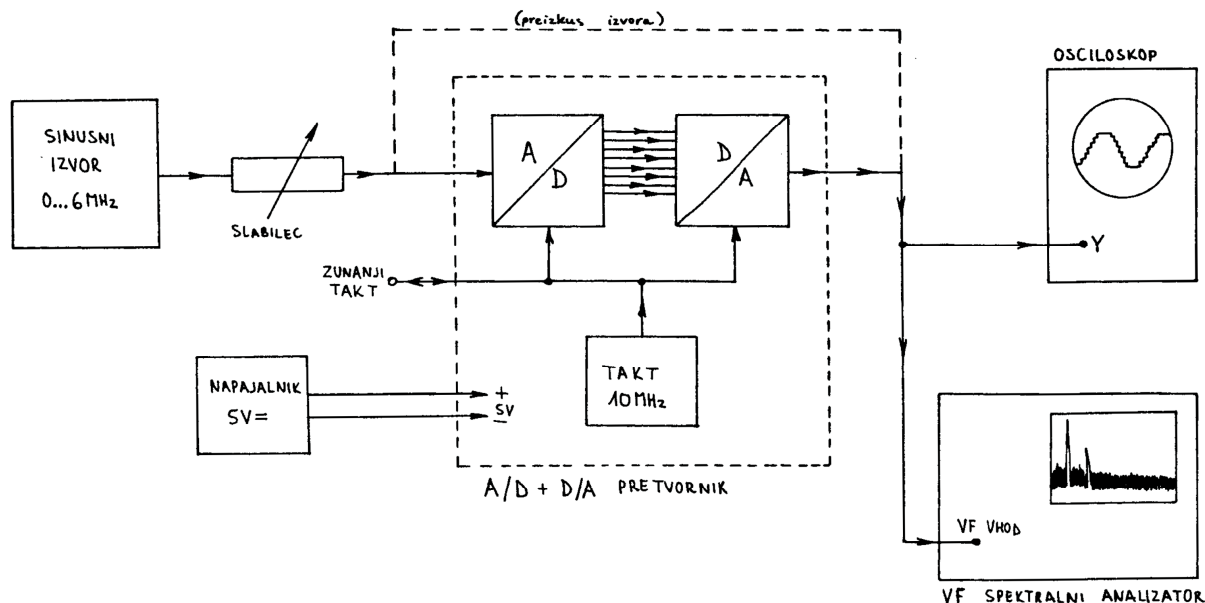 (preizkus izvora)
OSCILOSKOP
SINUSNI
IZVOR
0...6MHz
SLABILEC
A
D
D
A
Y
ZUNANJI
TAKT
NAPAJALNIK
5V=
+
5V
−
TAKT
10MHz
A/D + D/A PRETVORNIK
VF VHOD
VF SPEKTRALNI ANALIZATOR